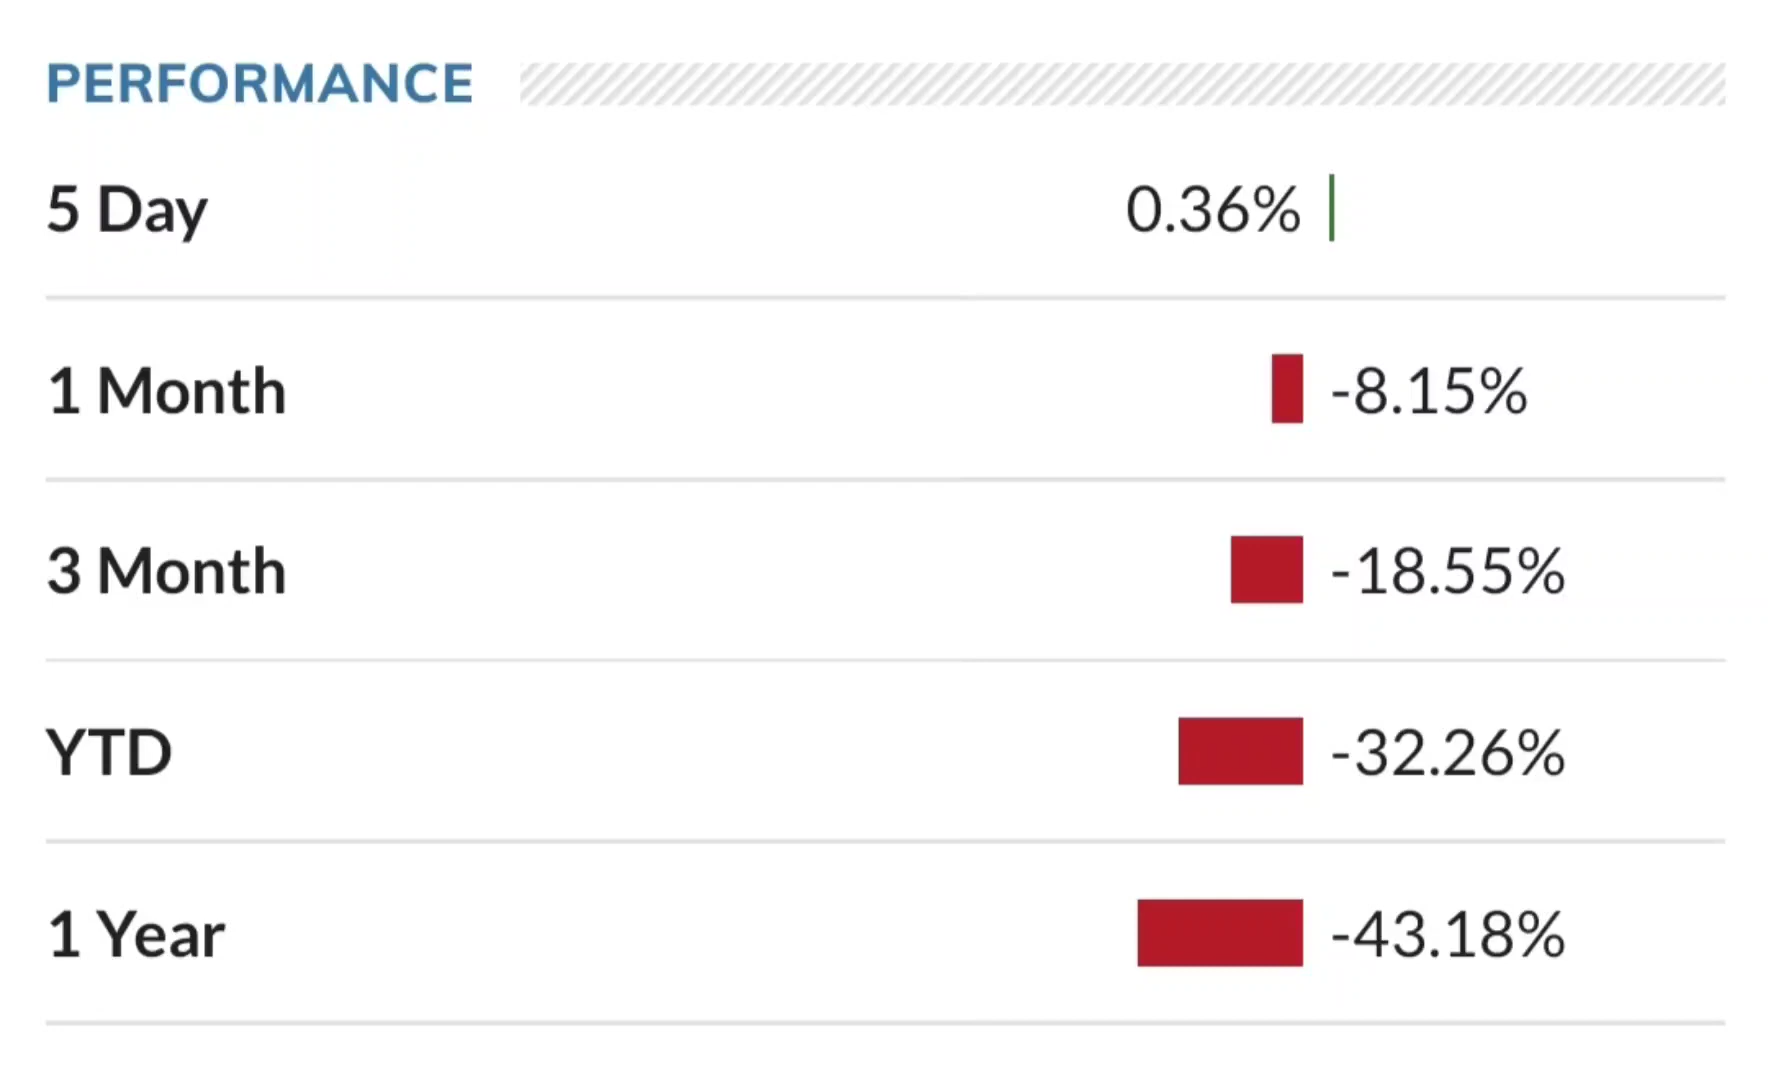 PERFORMANCE
5 Day 0.36%
1 Month -8.15%
3 Month -18.55%
YTD -32.26%
1 Year -43.18%